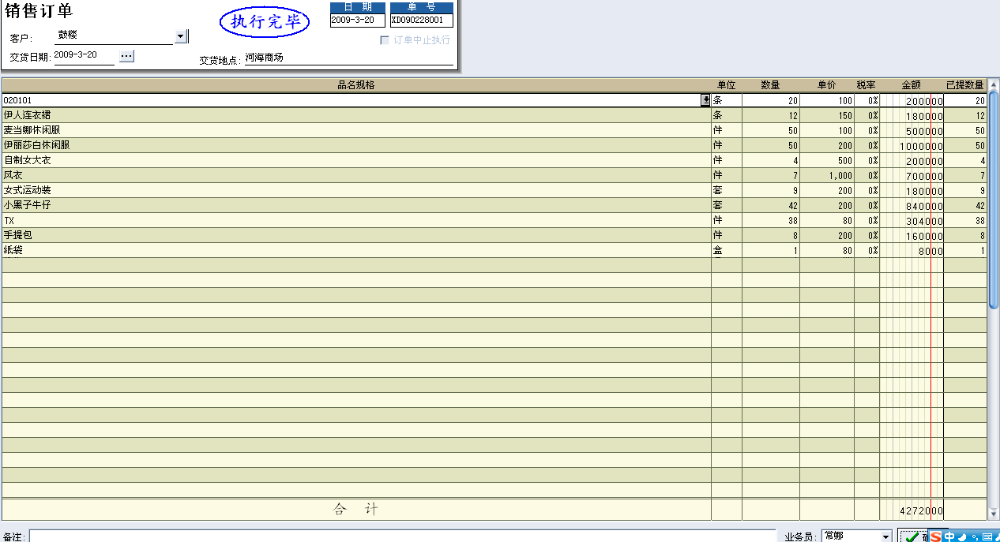 销售订单
执行完毕
日 期 单 号
2009-3-20 XD090228001
客户: 鼓楼
订单中止执行
交货日期: 2009-3-20 ... 交货地点: 河海商场
品名规格 单位 数量 单价 税率 金额 已提数量
020101 条 20 100 0% 200000 20
伊人连衣裙 条 12 150 0% 180000 12
麦当娜休闲服 件 50 100 0% 500000 50
伊丽莎白休闲服 件 50 200 0% 1000000 50
自制女大衣 件 4 500 0% 200000 4
风衣 件 7 1,000 0% 700000 7
女式运动装 套 9 200 0% 180000 9
小黑子牛仔 套 42 200 0% 840000 42
TX 件 38 80 0% 304000 38
手提包 件 8 200 0% 160000 8
纸袋 盒 1 80 0% 8000 1
合 计 4272000
备注: 业务员: 常娜
S 中